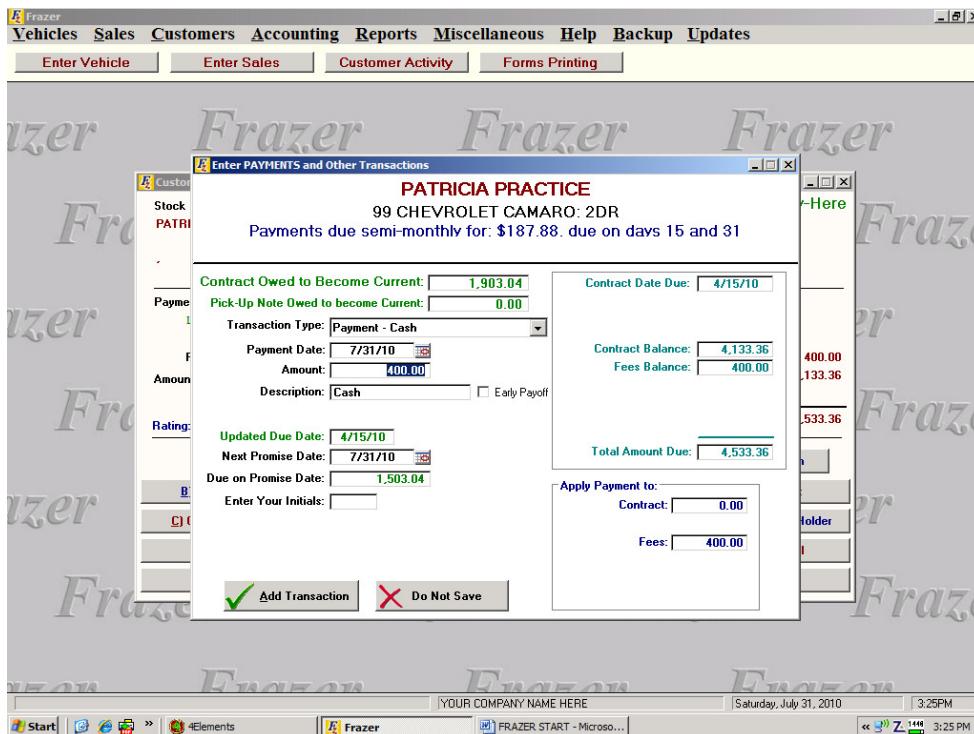 Frazer
Vehicles Sales Customers Accounting Reports Miscellaneous Help Backup Updates
Enter Vehicle Enter Sales Customer Activity Forms Printing
Frazer Frazer Frazer
Enter PAYMENTS and Other Transactions
Stock
PATRICIA PRACTICE
99 CHEVROLET CAMARO: 2DR
Payments due semi-monthly for: $187.88. due on days 15 and 31
Contract Owed to Become Current: 1,903.04
Contract Date Due: 4/15/10
Pick-Up Note Owed to become Current: 0.00
Transaction Type: Payment - Cash
Payment Date: 7/31/10
Contract Balance: 4,133.36
400.00
Amount: 400.00
Fees Balance: 400.00
Description: Cash Early Payoff
Rating:
Updated Due Date: 4/15/10
Next Promise Date: 7/31/10
Total Amount Due: 4,533.36
Due on Promise Date: 1,503.04
Apply Payment to:
Enter Your Initials:
Contract: 0.00
Holder
Fees: 400.00
Add Transaction Do Not Save
YOUR COMPANY NAME HERE Saturday, July 31, 2010 3:25PM
Start » 4Elements Frazer FRAZER START - Microso... « 3:25 PM